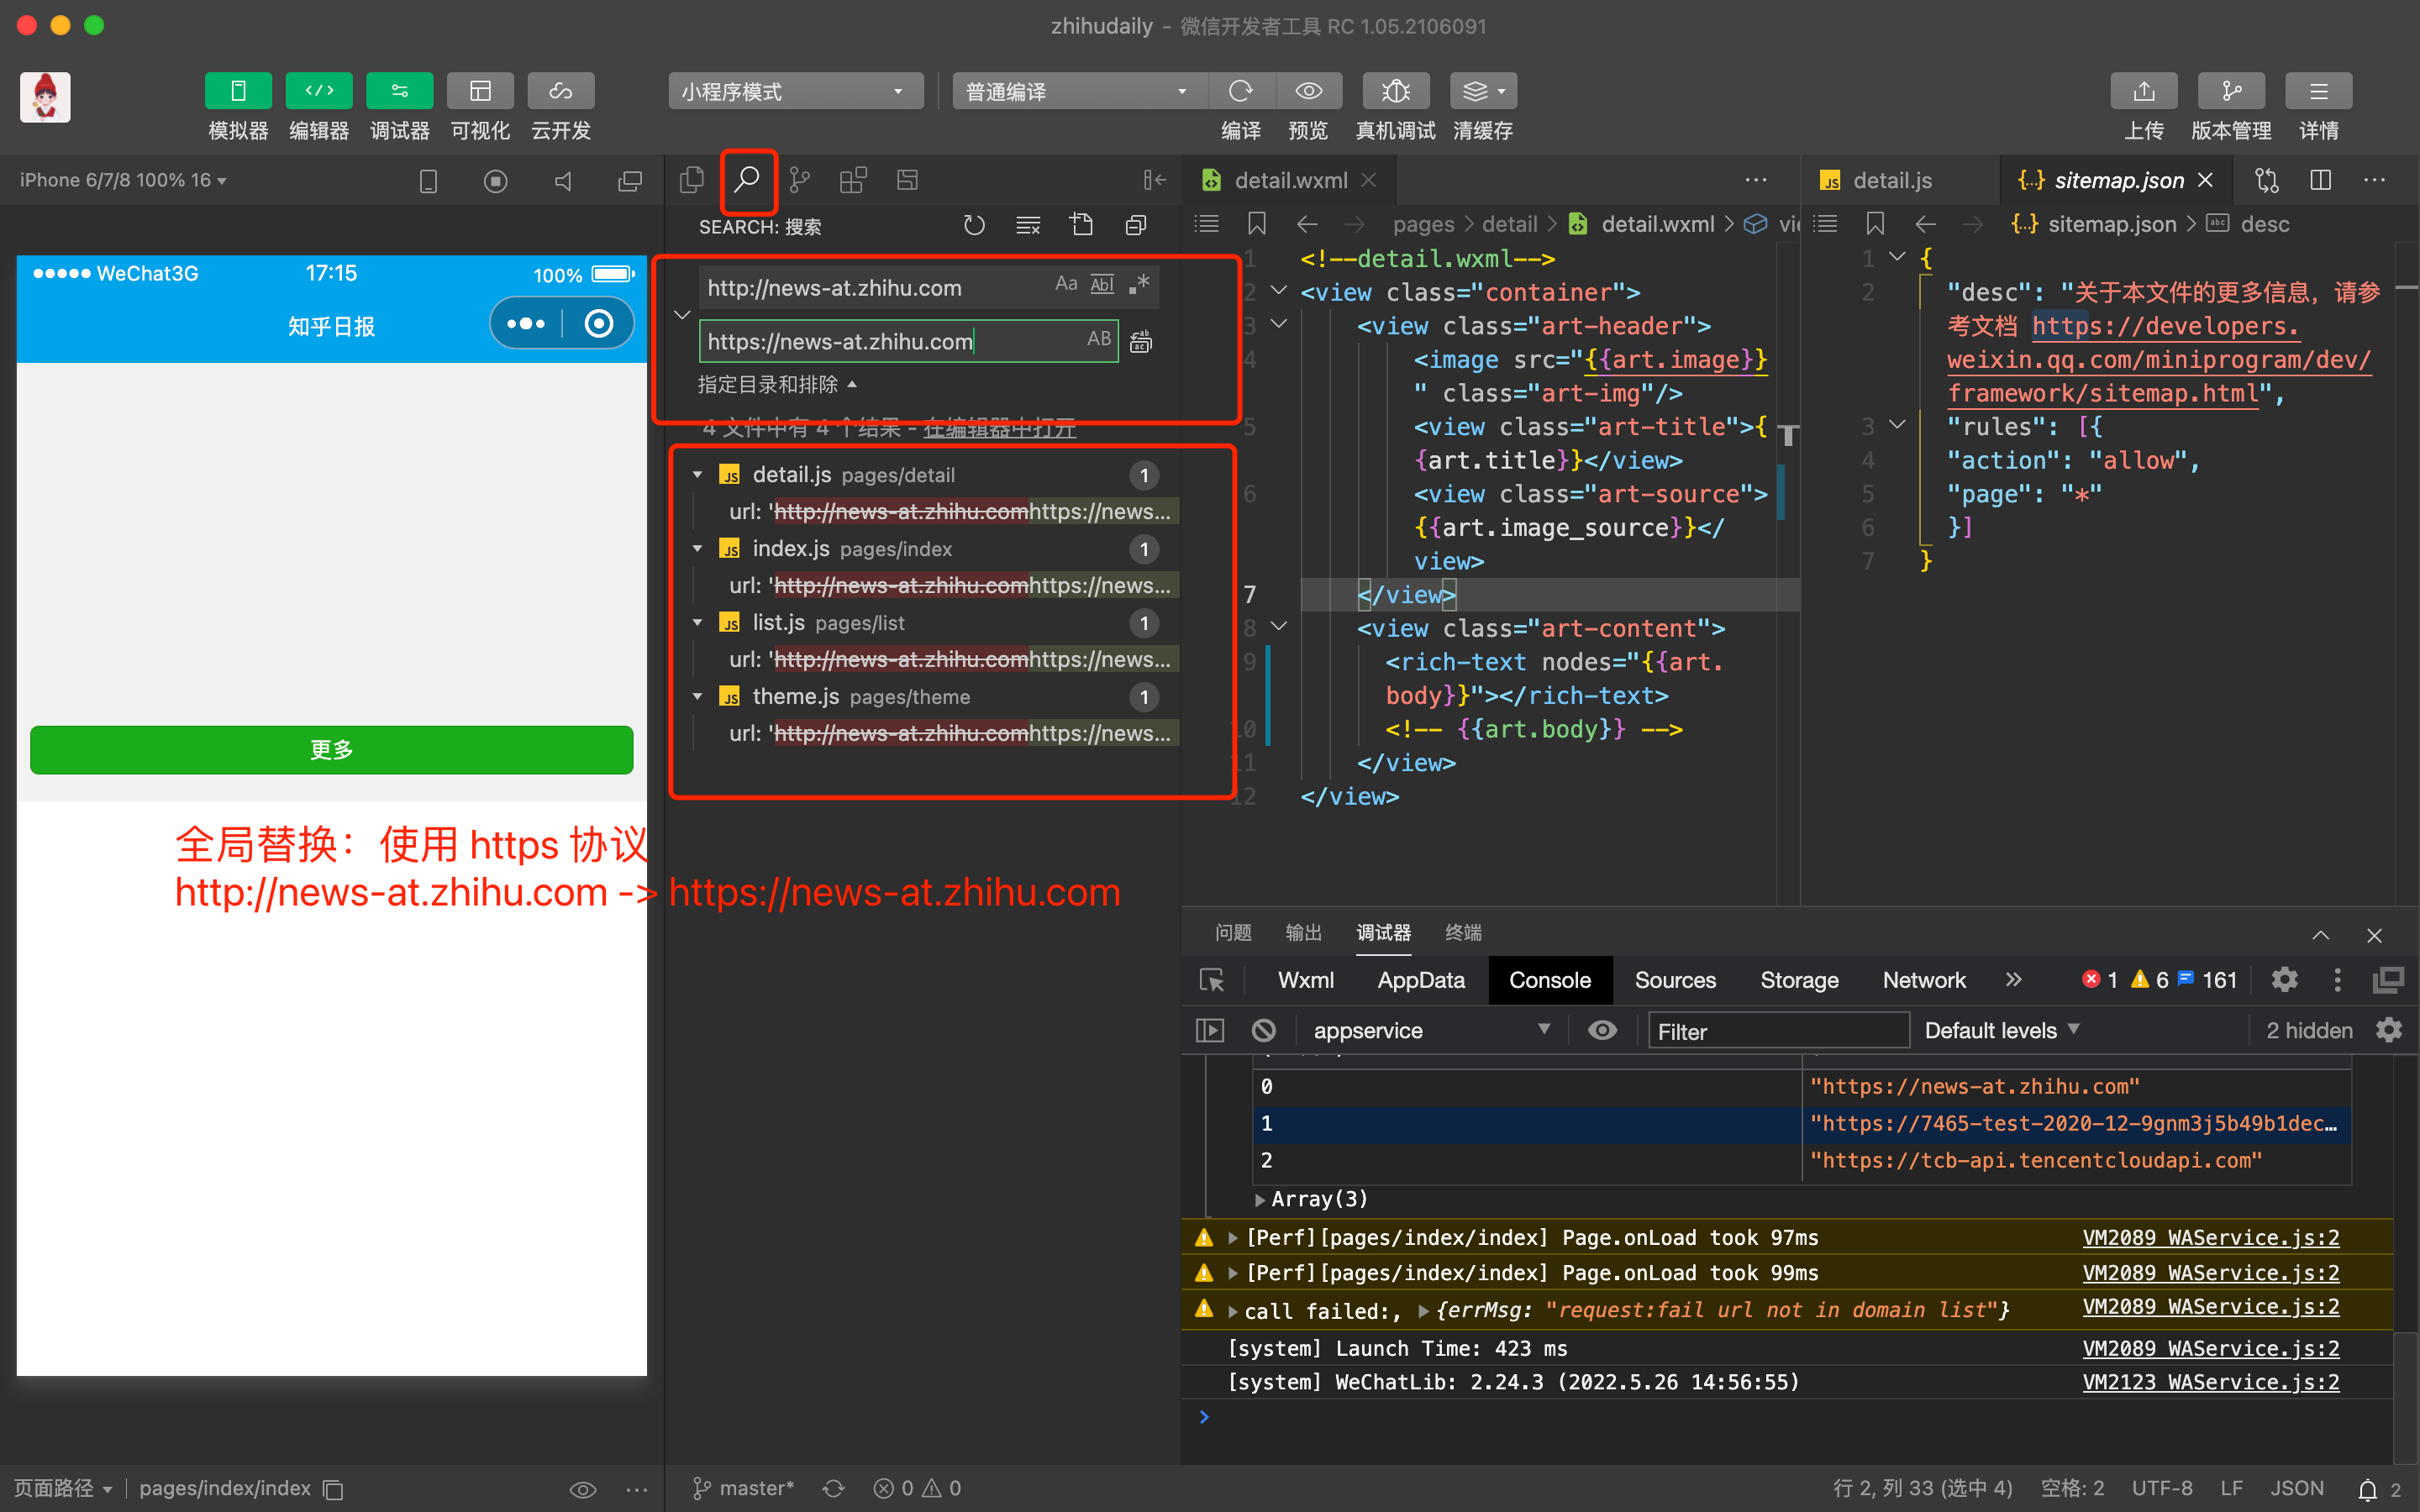 zhihudaily - 微信开发者工具 RC 1.05.2106091
模拟器 编辑器 调试器 可视化 云开发
小程序模式 普通编译
编译 预览 真机调试 清缓存
上传 版本管理 详情
iPhone 6/7/8 100% 16
WeChat3G 17:15 100%
知乎日报
更多
全局替换：使用 https 协议
http://news-at.zhihu.com -> https://news-at.zhihu.com
页面路径 pages/index/index
SEARCH: 搜索
http://news-at.zhihu.com Aa Abl .*
https://news-at.zhihu.com AB
指定目录和排除
4 文件中有 4 个结果 - 在编辑器中打开
JS detail.js pages/detail 1
url: 'http://news-at.zhihu.comhttps://news...
JS index.js pages/index 1
url: 'http://news-at.zhihu.comhttps://news...
JS list.js pages/list 1
url: 'http://news-at.zhihu.comhttps://news...
JS theme.js pages/theme 1
url: 'http://news-at.zhihu.comhttps://news...
master* 0 0
detail.wxml
pages > detail > detail.wxml >
1 <!--detail.wxml-->
2 <view class="container">
3 <view class="art-header">
4 <image src="{{art.image}}
" class="art-img"/>
5 <view class="art-title">{
{art.title}}</view>
6 <view class="art-source">
{{art.image_source}}</
view>
7 </view>
8 <view class="art-content">
9 <rich-text nodes="{{art.
body}}"></rich-text>
10 <!-- {{art.body}} -->
11 </view>
12 </view>
JS detail.js {..} sitemap.json
{..} sitemap.json > abc desc
1 {
2 "desc": "关于本文件的更多信息，请参
考文档 https://developers.
weixin.qq.com/miniprogram/dev/
framework/sitemap.html",
3 "rules": [{
4 "action": "allow",
5 "page": "*"
6 }]
7 }
问题 输出 调试器 终端
Wxml AppData Console Sources Storage Network 1 6 161
appservice Filter Default levels 2 hidden
0 "https://news-at.zhihu.com"
1 "https://7465-test-2020-12-9gnm3j5b49b1dec…
2 "https://tcb-api.tencentcloudapi.com"
Array(3)
[Perf][pages/index/index] Page.onLoad took 97ms VM2089 WAService.js:2
[Perf][pages/index/index] Page.onLoad took 99ms VM2089 WAService.js:2
call failed:, {errMsg: "request:fail url not in domain list"} VM2089 WAService.js:2
[system] Launch Time: 423 ms VM2089 WAService.js:2
[system] WeChatLib: 2.24.3 (2022.5.26 14:56:55) VM2123 WAService.js:2
行 2, 列 33 (选中 4) 空格: 2 UTF-8 LF JSON 2